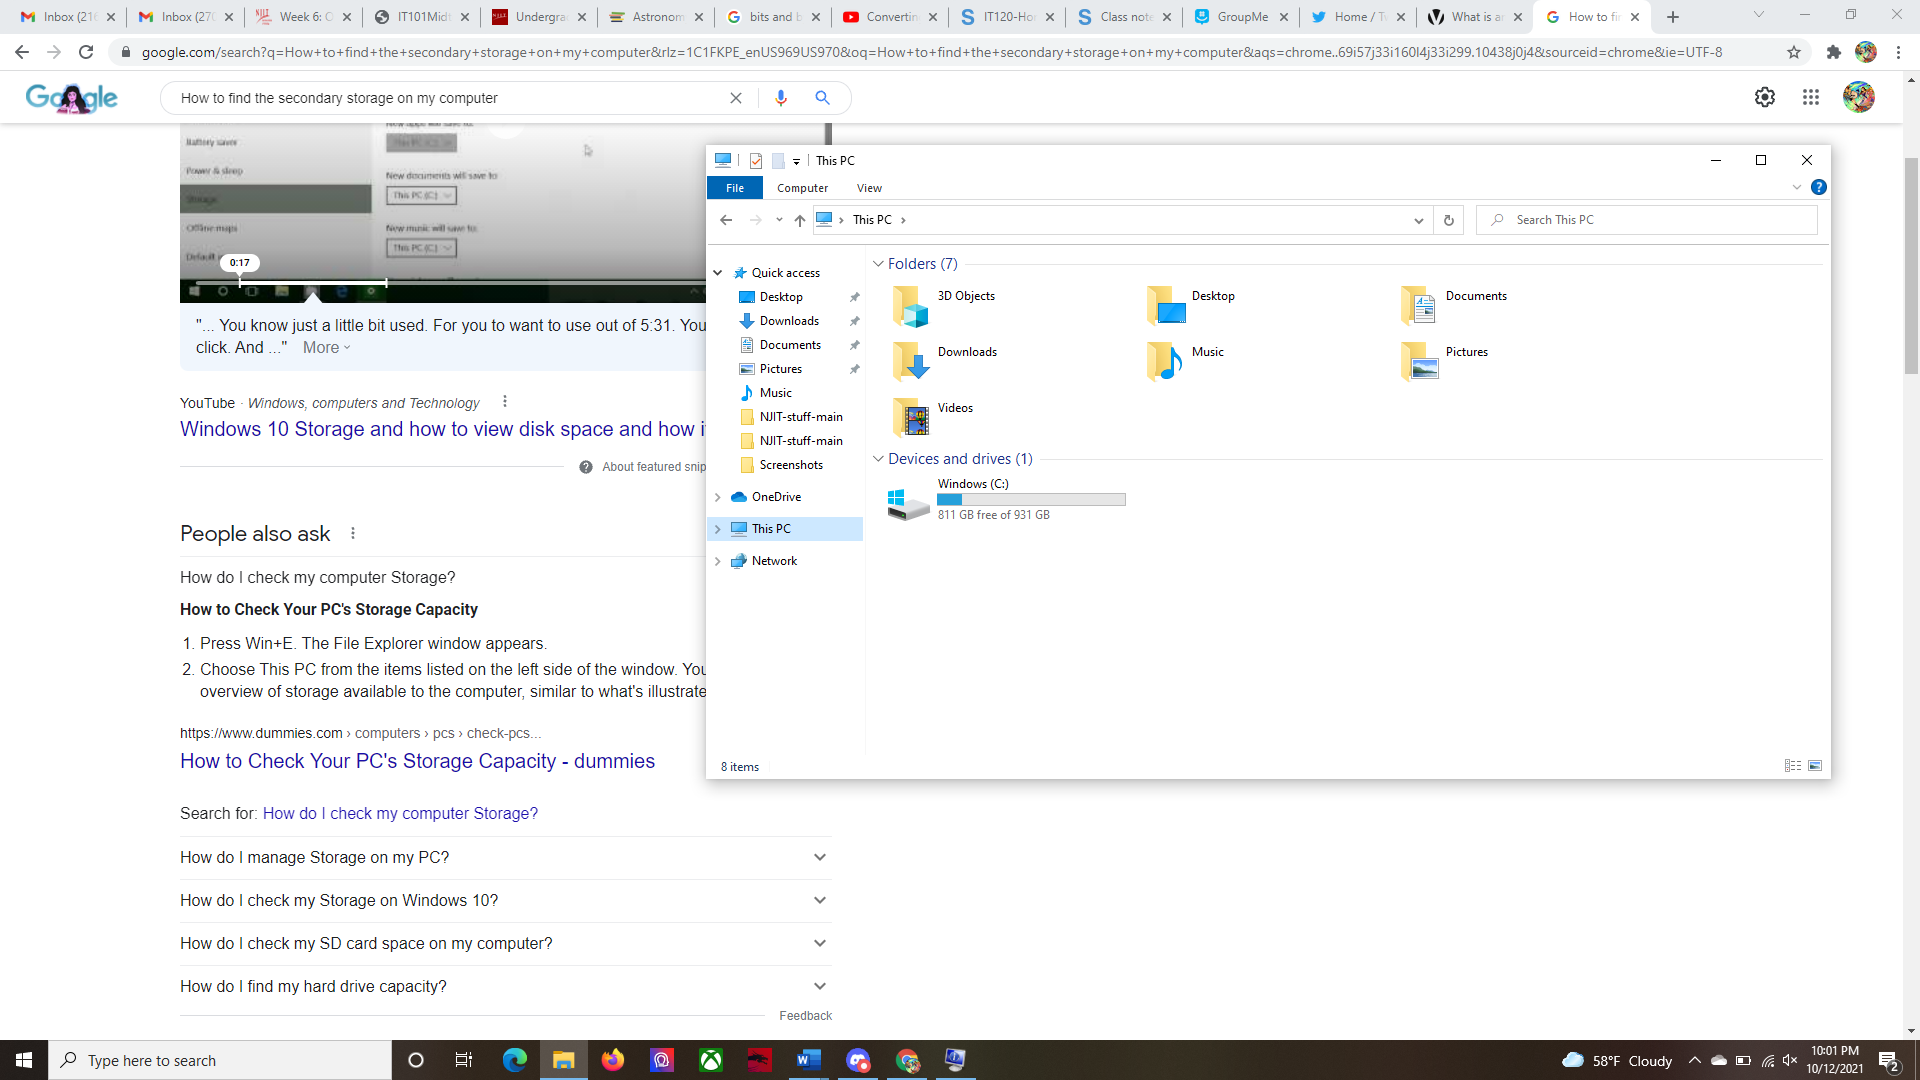 Inbox (216
Inbox (270
Week 6: C
IT101Midt
Undergra
Astronom
bits and b
Convertin
IT120-Ho
Class note
GroupMe
Home / T
What is a
How to fi
google.com/search?q=How+to+find+the+secondary+storage+on+my+computer&rlz=1C1FKPE_enUS969US970&oq=How+to+find+the+secondary+storage+on+my+computer&aqs=chrome..69i57j33i160l4j33i299.10438j0j4&sourceid=chrome&ie=UTF-8
Google
How to find the secondary storage on my computer
Battery saver
Power & sleep
Storage
Offline maps
New apps will save to:
This PC (C:)
New documents will save to:
This PC (C:)
New music will save to:
This PC (C:)
0:17
"... You know just a little bit used. For you to want to use out of 5:31. You
click. And ..." More
YouTube · Windows, computers and Technology
Windows 10 Storage and how to view disk space and how i
About featured snip
People also ask
How do I check my computer Storage?
How to Check Your PC's Storage Capacity
1. Press Win+E. The File Explorer window appears.
2. Choose This PC from the items listed on the left side of the window. You
overview of storage available to the computer, similar to what's illustrate
https://www.dummies.com › computers › pcs › check-pcs...
How to Check Your PC's Storage Capacity - dummies
Search for: How do I check my computer Storage?
How do I manage Storage on my PC?
How do I check my Storage on Windows 10?
How do I check my SD card space on my computer?
How do I find my hard drive capacity?
Feedback
This PC
File
Computer
View
This PC
Search This PC
Quick access
Desktop
Downloads
Documents
Pictures
Music
NJIT-stuff-main
NJIT-stuff-main
Screenshots
OneDrive
This PC
Network
Folders (7)
3D Objects
Desktop
Documents
Downloads
Music
Pictures
Videos
Devices and drives (1)
Windows (C:)
811 GB free of 931 GB
8 items
Type here to search
58°F Cloudy
10:01 PM
10/12/2021
2